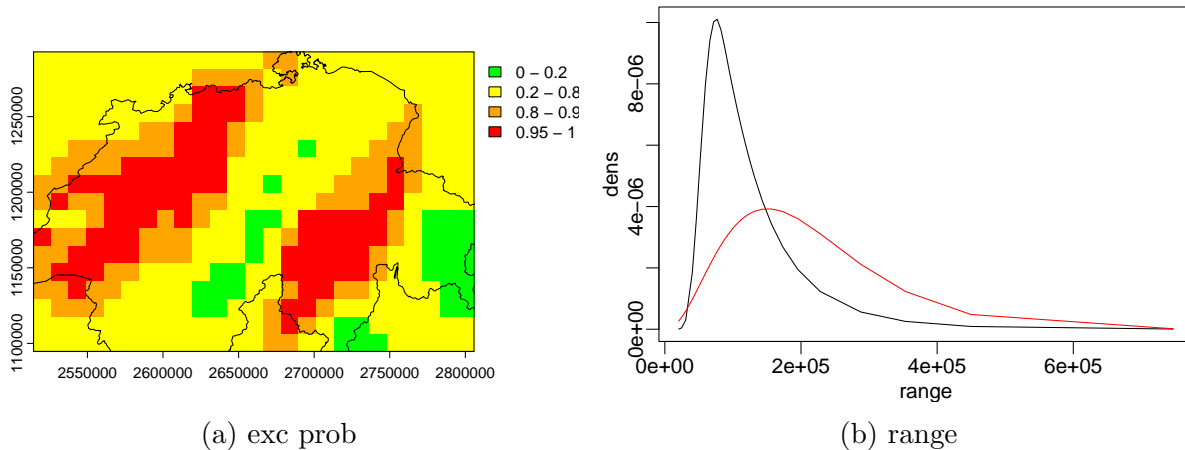 0 – 0.2
0.2 – 0.8
0.8 – 0.9
0.95 – 1
1250000
1200000
1150000
1100000
2550000 2600000 2650000 2700000 2750000 2800000
(a) exc prob
8e−06
4e−06
0e+00
dens
0e+00 2e+05 4e+05 6e+05
range
(b) range